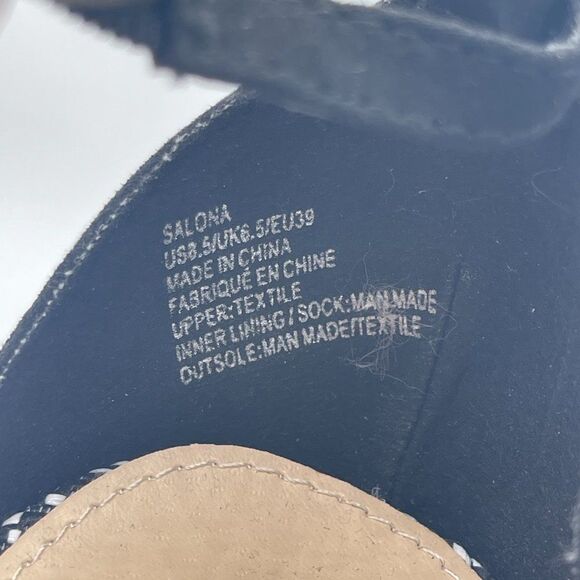 SALONA
US8.5/UK6.5/EU39
MADE IN CHINA
FABRIQUÉ EN CHINE
UPPER:TEXTILE
INNER LINING / SOCK:MAN MADE
OUTSOLE:MAN MADE/TEXTILE